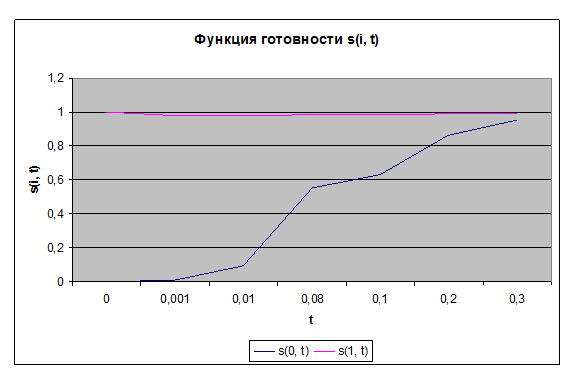 Функция готовности s(i, t)
1,2
1
0,8
0,6
0,4
0,2
0
s(i, t)
0 0,001 0,01 0,08 0,1 0,2 0,3
t
s(0, t) s(1, t)